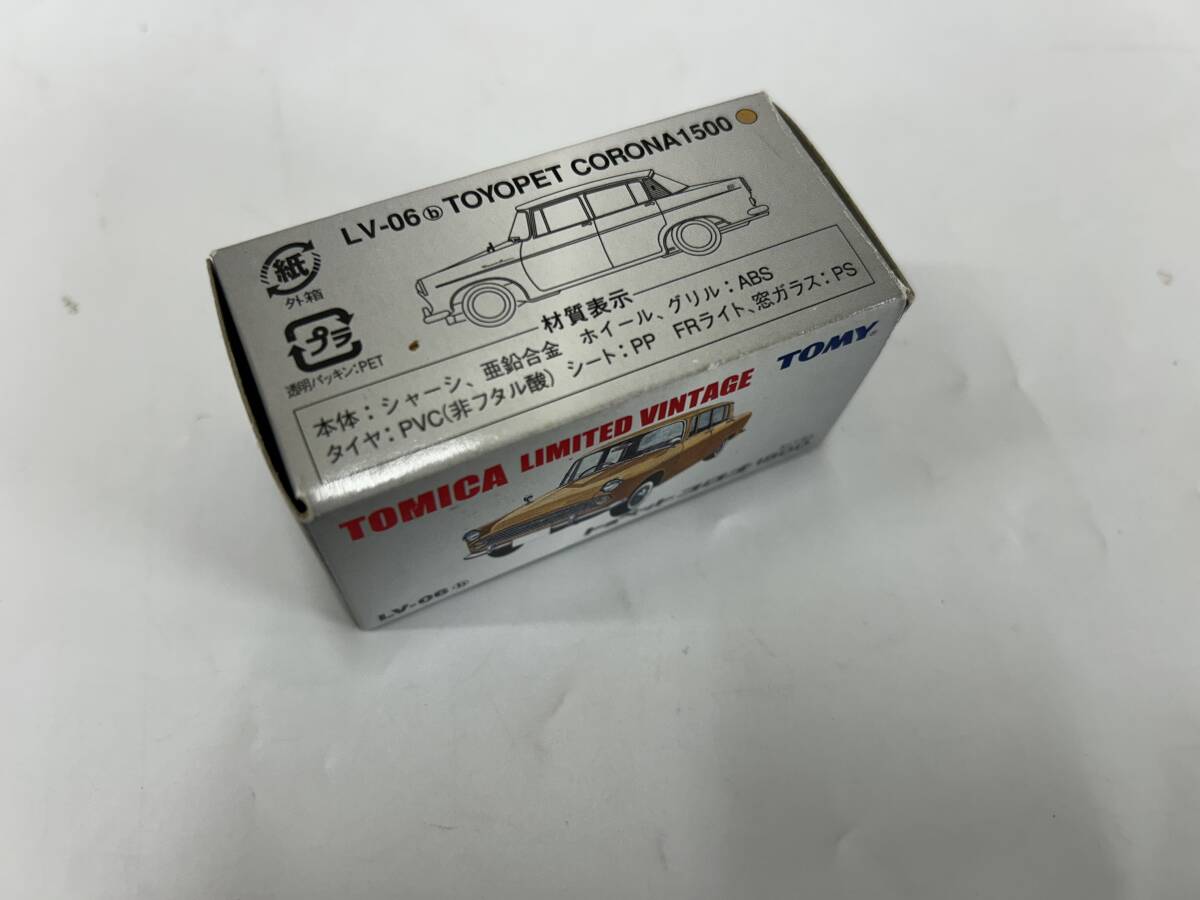 LV-06 ⓑ TOYOPET CORONA1500
紙
外箱
プラ
透明パッキン:PET
材質表示
本体:シャーシ、亜鉛合金 ホイール、グリル:ABS
タイヤ:PVC(非フタル酸) シート:PP FRライト、窓ガラス:PS
TOMICA LIMITED VINTAGE
TOMY
LV-06-b